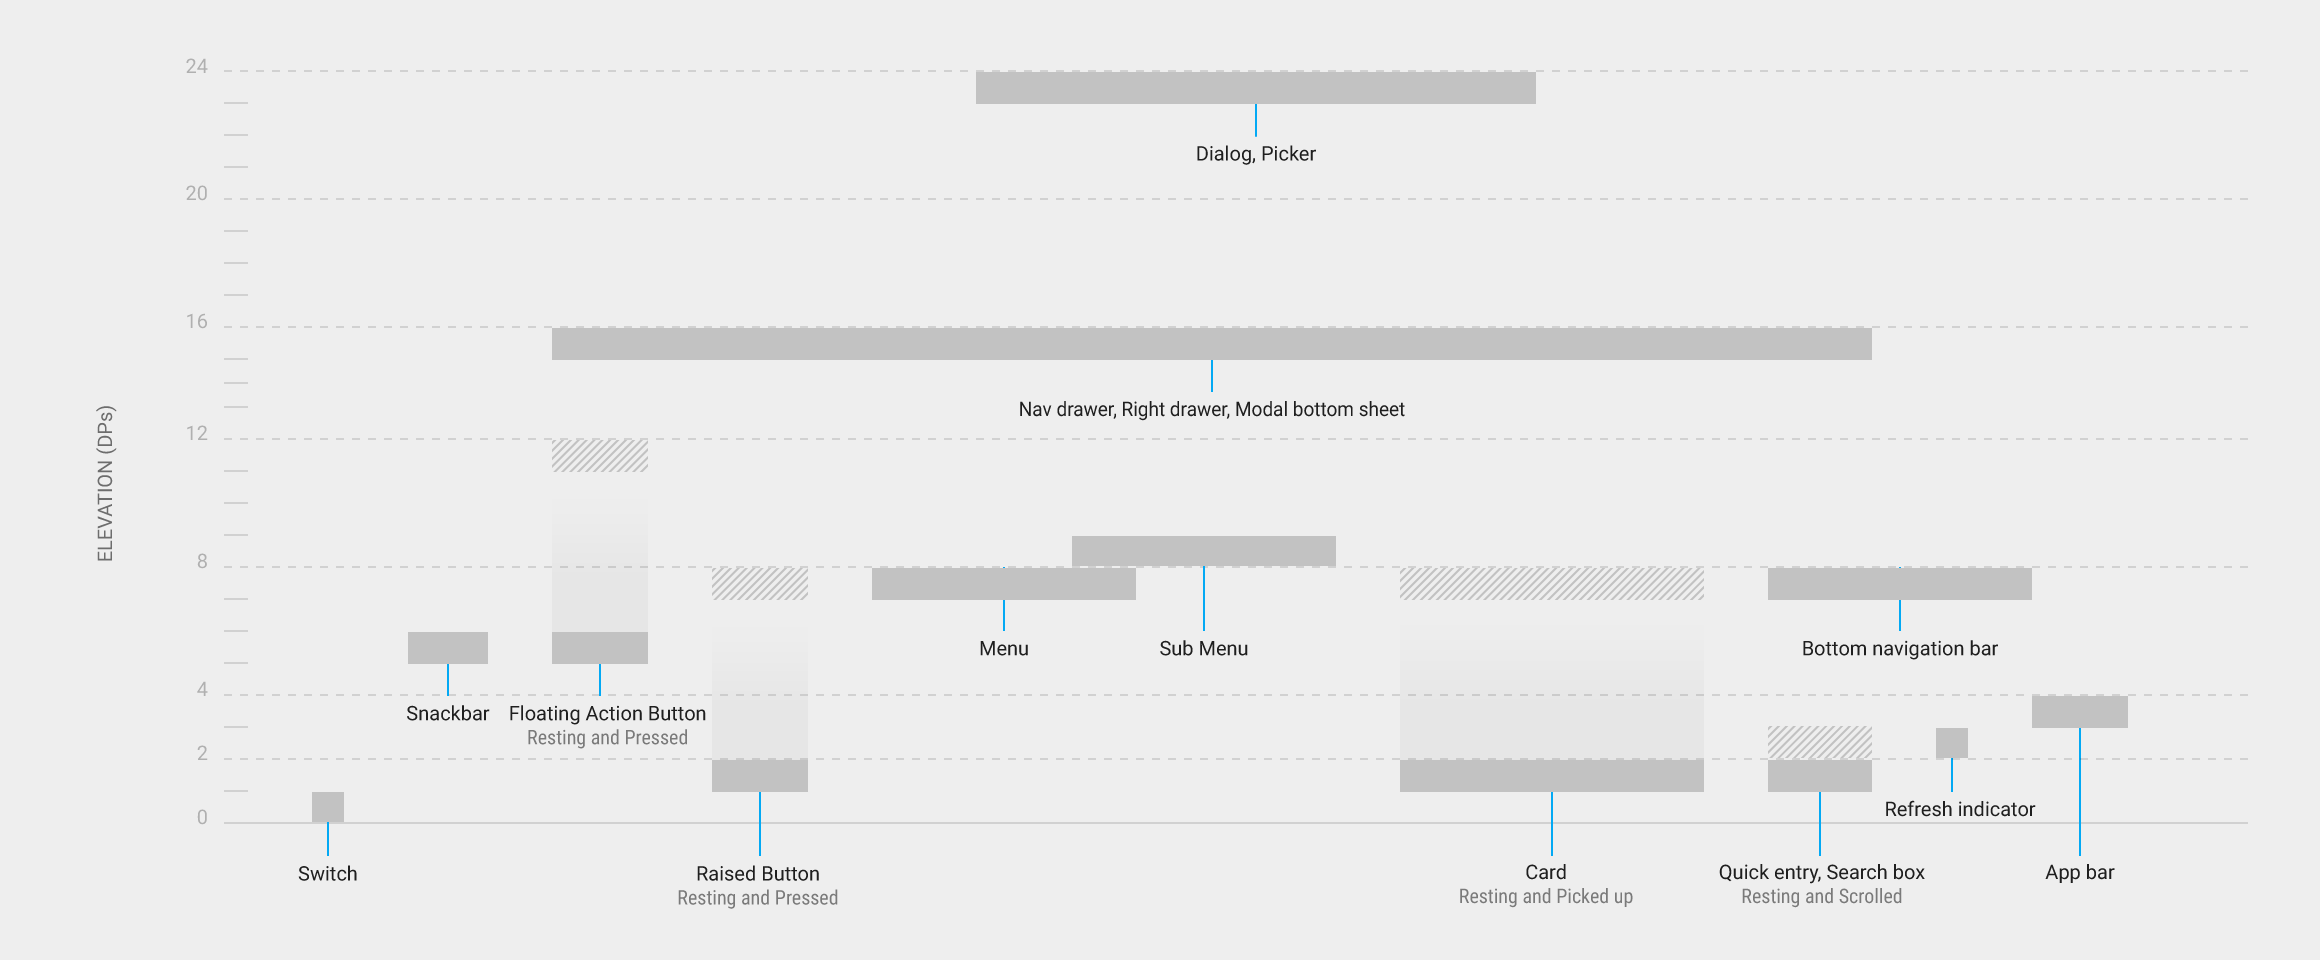 24
Dialog, Picker
20
16
Nav drawer, Right drawer, Modal bottom sheet
12
ELEVATION (DPs)
8
Menu
Sub Menu
Bottom navigation bar
4
Snackbar
Floating Action Button
Resting and Pressed
2
Refresh indicator
0
Switch
Raised Button
Resting and Pressed
Card
Resting and Picked up
Quick entry, Search box
Resting and Scrolled
App bar